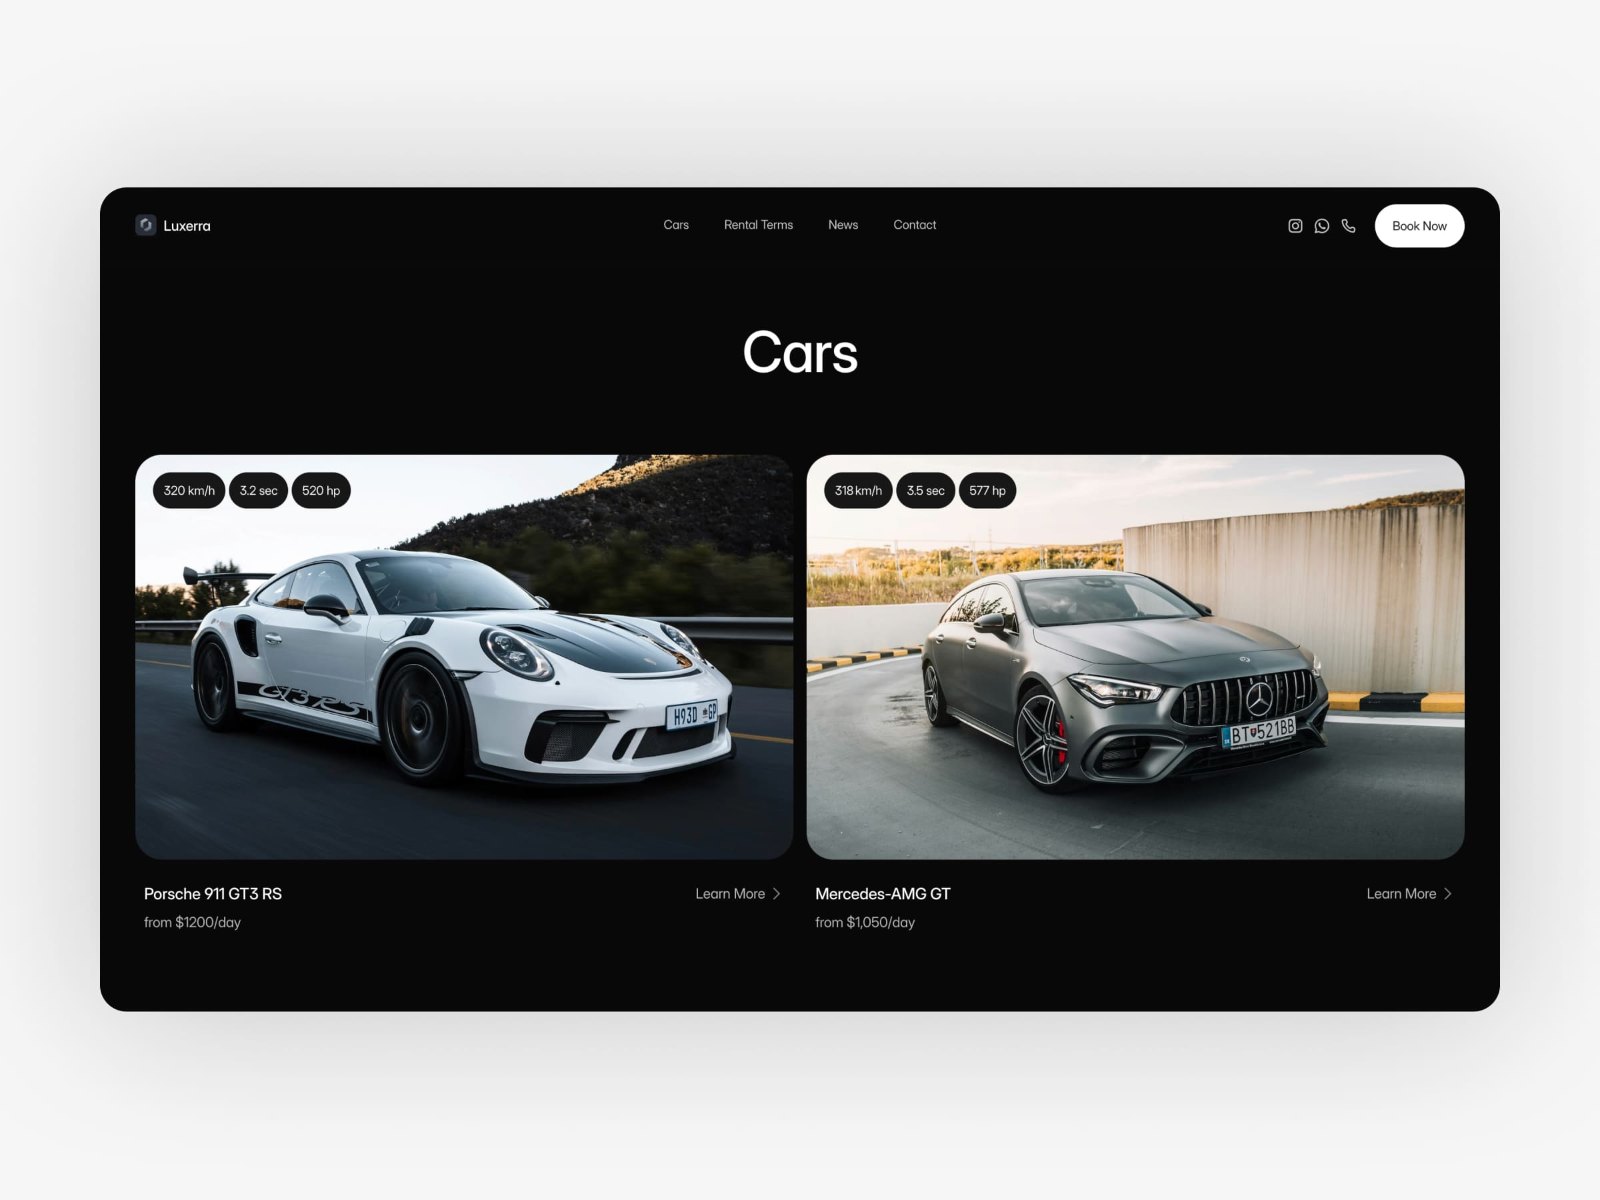 Luxerra
Cars
Rental Terms
News
Contact
Book Now
Cars
320 km/h
3.2 sec
520 hp
GT3 RS
H93D GP
318 km/h
3.5 sec
577 hp
BT 521BB
Porsche 911 GT3 RS
Learn More
from $1200/day
Mercedes-AMG GT
Learn More
from $1,050/day